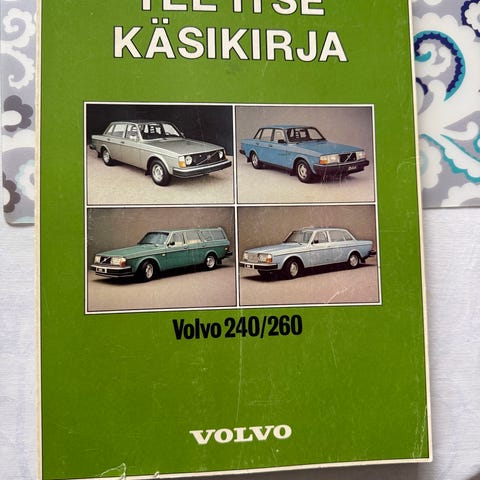 TEE ITSE
KÄSIKIRJA
Volvo 240/260
VOLVO